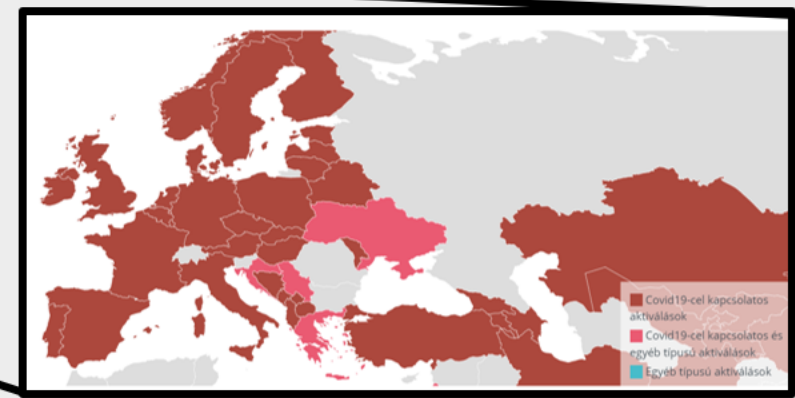 Covid19-cel kapcsolatos
aktiválások
Covid19-cel kapcsolatos és
egyéb típusú aktiválások
Egyéb típusú aktiválások